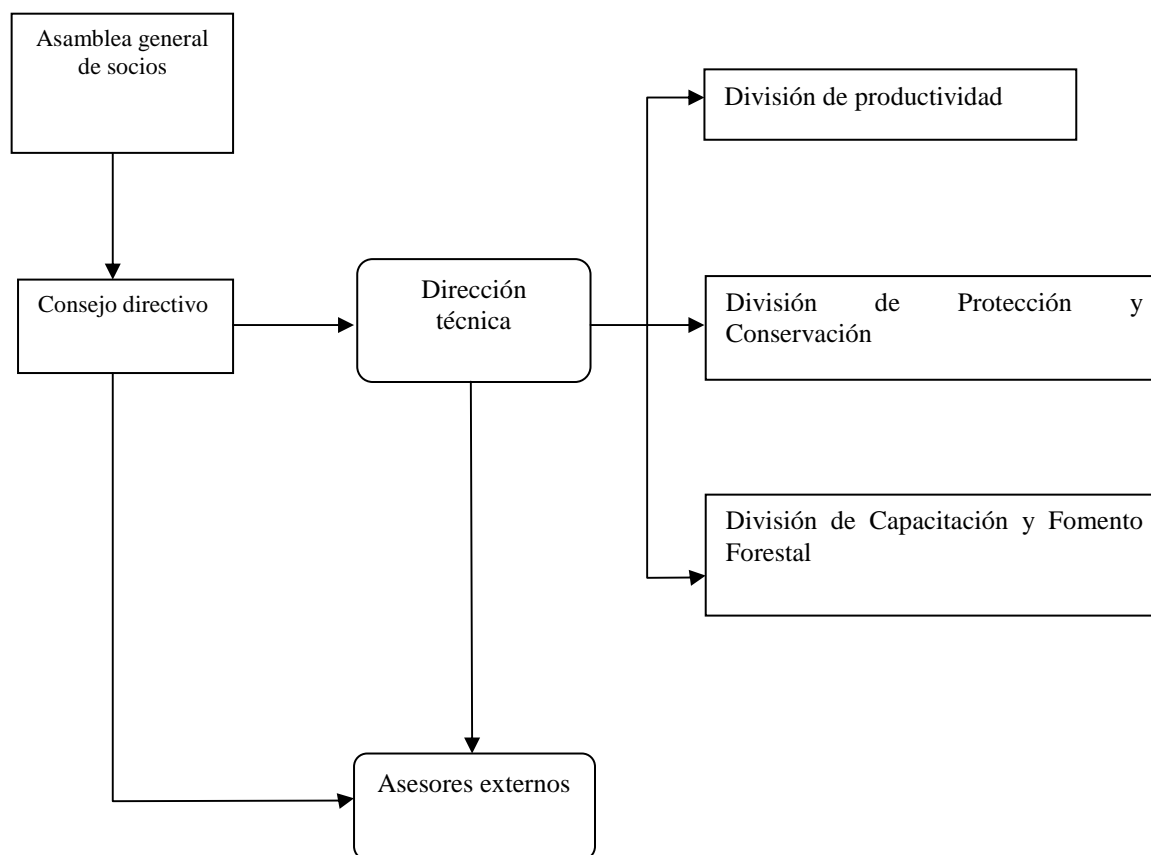 Asamblea general
de socios
División de productividad
Consejo directivo
Dirección
técnica
División de Protección y
Conservación
División de Capacitación y Fomento
Forestal
Asesores externos